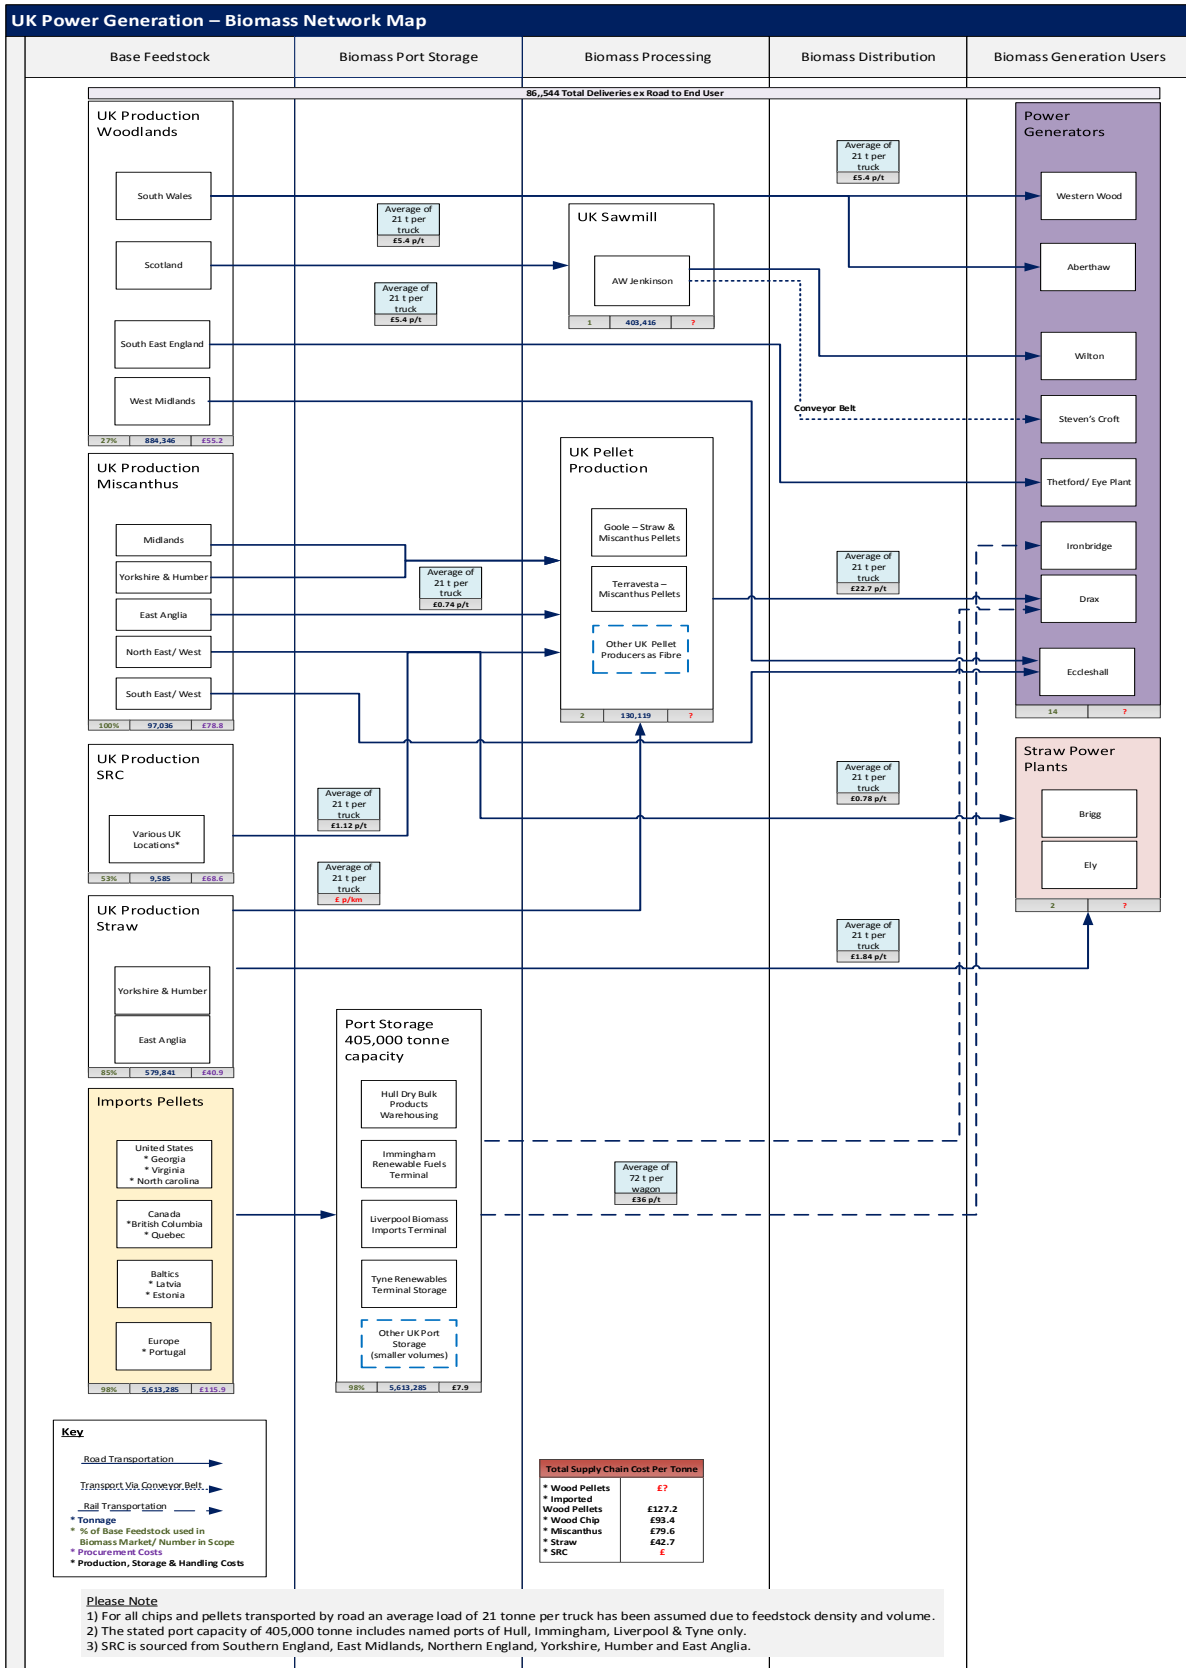 UK Power Generation – Biomass Network Map
Base Feedstock
Biomass Port Storage
Biomass Processing
Biomass Distribution
Biomass Generation Users
86,,544 Total Deliveries ex Road to End User
UK Production
Woodlands
South Wales
Scotland
South East England
West Midlands
27% 884,346 £55.2
UK Production
Miscanthus
Midlands
Yorkshire & Humber
East Anglia
North East/ West
South East/ West
100% 97,036 £78.8
UK Production
SRC
Various UK
Locations*
53% 9,585 £68.6
UK Production
Straw
Yorkshire & Humber
East Anglia
85% 579,841 £40.9
Imports Pellets
United States
* Georgia
* Virginia
* North carolina
Canada
*British Columbia
* Quebec
Baltics
* Latvia
* Estonia
Europe
* Portugal
98% 5,613,285 £115.9
Average of
21 t per
truck
£5.4 p/t
Average of
21 t per
truck
£5.4 p/t
Average of
21 t per
truck
£0.74 p/t
Average of
21 t per
truck
£1.12 p/t
Average of
21 t per
truck
£ p/km
Port Storage
405,000 tonne
capacity
Hull Dry Bulk
Products
Warehousing
Immingham
Renewable Fuels
Terminal
Liverpool Biomass
Imports Terminal
Tyne Renewables
Terminal Storage
Other UK Port
Storage
(smaller volumes)
98% 5,613,285 £7.9
UK Sawmill
AW Jenkinson
1 403,416 ?
UK Pellet
Production
Goole – Straw &
Miscanthus Pellets
Terravesta –
Miscanthus Pellets
Other UK Pellet
Producers as Fibre
2 130,119 ?
Average of
72 t per
wagon
£36 p/t
Average of
21 t per
truck
£5.4 p/t
Conveyor Belt
Average of
21 t per
truck
£22.7 p/t
Average of
21 t per
truck
£0.78 p/t
Average of
21 t per
truck
£1.84 p/t
Power
Generators
Western Wood
Aberthaw
Wilton
Steven's Croft
Thetford/ Eye Plant
Ironbridge
Drax
Eccleshall
14 ?
Straw Power
Plants
Brigg
Ely
2 ?
Key
Road Transportation
Transport Via Conveyor Belt
Rail Transportation
* Tonnage
* % of Base Feedstock used in
Biomass Market/ Number in Scope
* Procurement Costs
* Production, Storage & Handling Costs
Total Supply Chain Cost Per Tonne
* Wood Pellets £?
* Imported
Wood Pellets £127.2
* Wood Chip £93.4
* Miscanthus £79.6
* Straw £42.7
* SRC £
Please Note
1) For all chips and pellets transported by road an average load of 21 tonne per truck has been assumed due to feedstock density and volume.
2) The stated port capacity of 405,000 tonne includes named ports of Hull, Immingham, Liverpool & Tyne only.
3) SRC is sourced from Southern England, East Midlands, Northern England, Yorkshire, Humber and East Anglia.